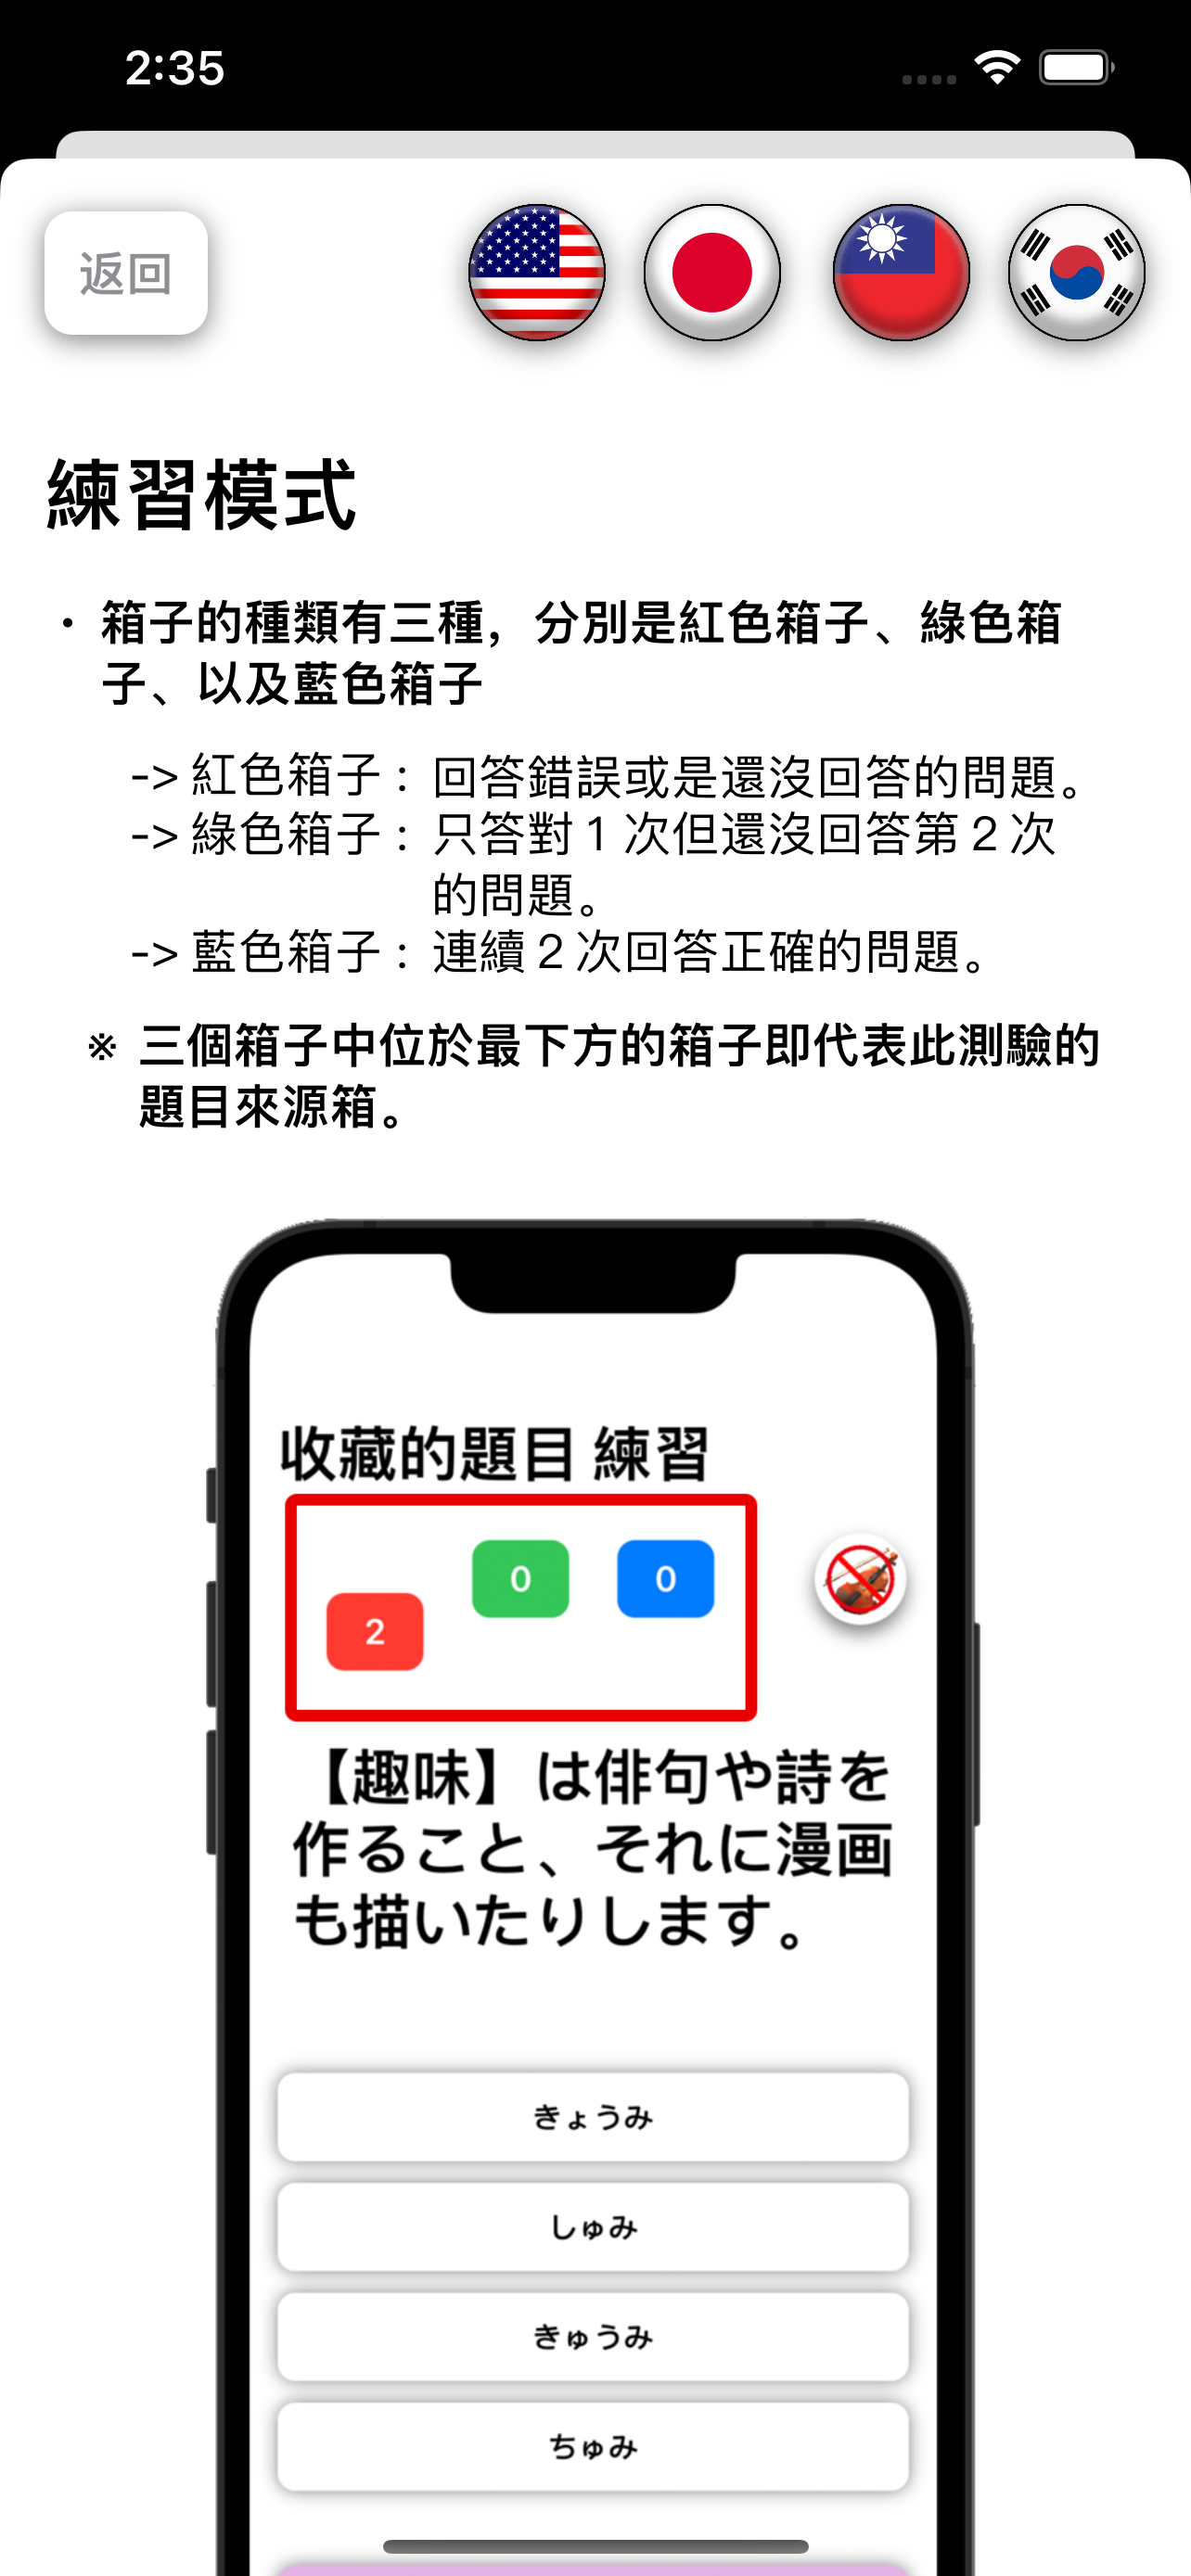 2:35
返回
練習模式
・箱子的種類有三種，分別是紅色箱子、綠色箱
子、以及藍色箱子
-> 紅色箱子：回答錯誤或是還沒回答的問題。
-> 綠色箱子：只答對 1 次但還沒回答第 2 次
的問題。
-> 藍色箱子：連續 2 次回答正確的問題。
※ 三個箱子中位於最下方的箱子即代表此測驗的
題目來源箱。
收藏的題目 練習
0 0
2
【趣味】は俳句や詩を
作ること、それに漫画
も描いたりします。
きょうみ
しゅみ
きゅうみ
ちゅみ